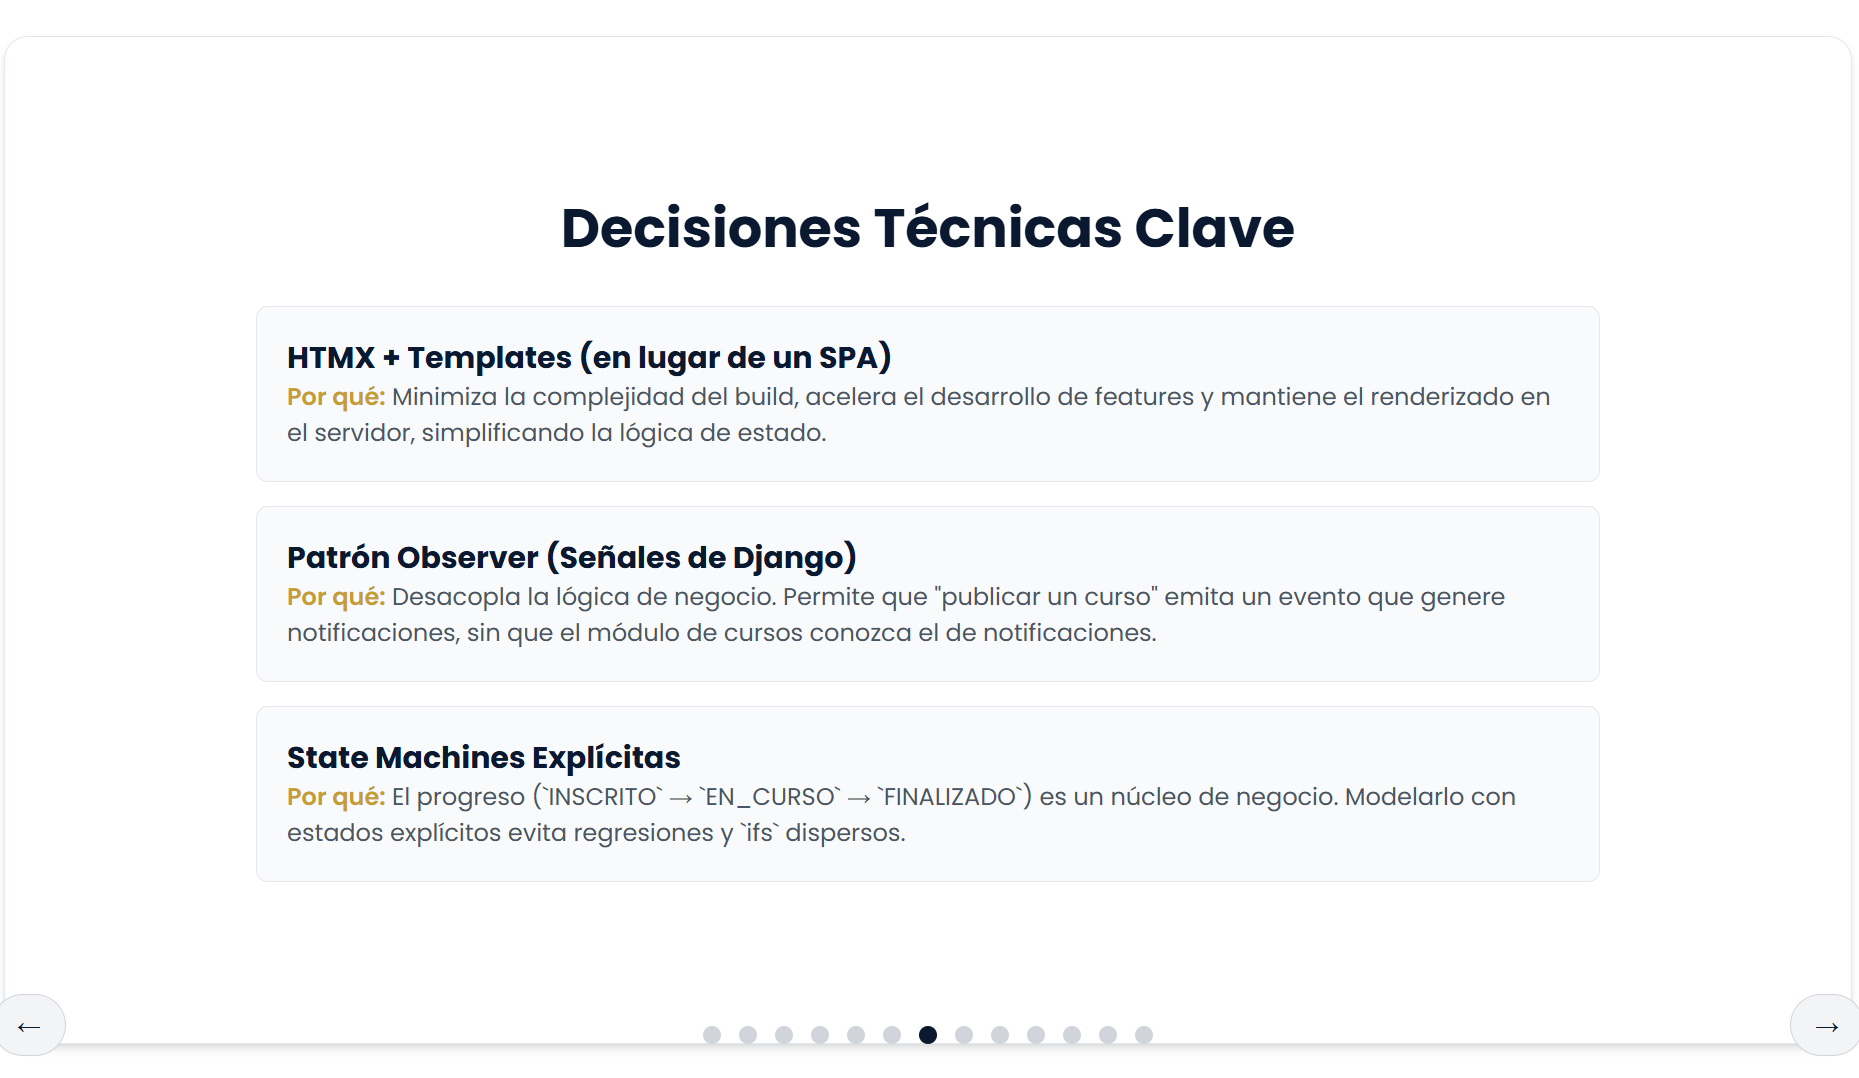 Decisiones Técnicas Clave
HTMX + Templates (en lugar de un SPA)
Por qué: Minimiza la complejidad del build, acelera el desarrollo de features y mantiene el renderizado en
el servidor, simplificando la lógica de estado.
Patrón Observer (Señales de Django)
Por qué: Desacopla la lógica de negocio. Permite que "publicar un curso" emita un evento que genere
notificaciones, sin que el módulo de cursos conozca el de notificaciones.
State Machines Explícitas
Por qué: El progreso (`INSCRITO` → `EN_CURSO` → `FINALIZADO`) es un núcleo de negocio. Modelarlo con
estados explícitos evita regresiones y `ifs` dispersos.
← →